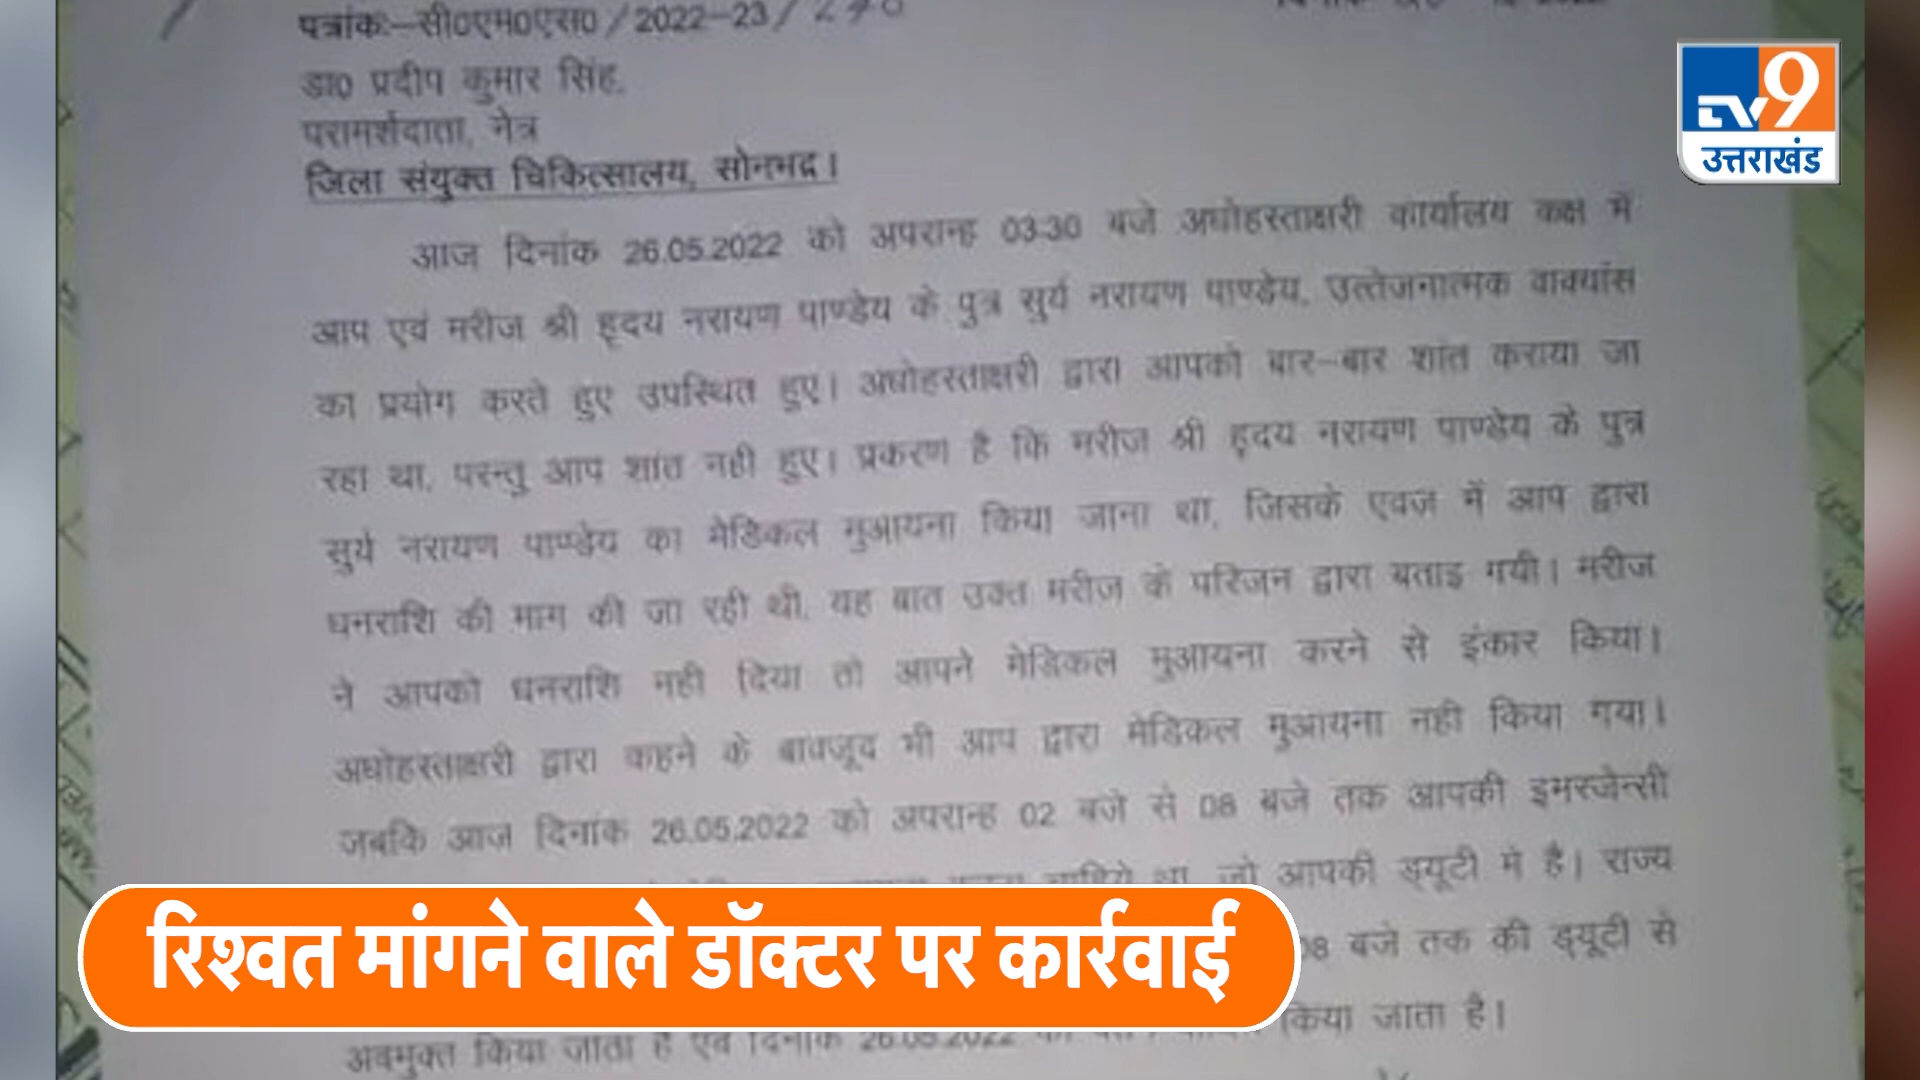 पत्रांक:–सी0एम0एस0/2022–23/
डा0 प्रदीप कुमार सिंह,
परामर्शदाता, नेत्र
जिला संयुक्त चिकित्सालय, सोनभद्र।
TV9
उत्तराखंड
आज दिनांक 26.05.2022 को अपरान्ह 03:30 बजे अधोहस्ताक्षरी कार्यालय कक्ष में
आप एवं मरीज श्री हृदय नरायण पाण्डेय के पुत्र सुर्य नरायण पाण्डेय, उत्तेजनात्मक वाक्यांस
का प्रयोग करते हुए उपस्थित हुए। अधोहस्ताक्षरी द्वारा आपको बार–बार शांत कराया जा
रहा था, परन्तु आप शांत नही हुए। प्रकरण है कि मरीज श्री हृदय नरायण पाण्डेय के पुत्र
सुर्य नरायण पाण्डेय का मेडिकल मुआयना किया जाना था, जिसके एवज में आप द्वारा
धनराशि की माग की जा रही थी, यह बात उक्त मरीज के परिजन द्वारा बताइ गयी। मरीज
ने आपको धनराशि नही दिया तो आपने मेडिकल मुआयना करने से इंकार किया।
अधोहस्ताक्षरी द्वारा कहने के बावजूद भी आप द्वारा मेडिकल मुआयना नही किया गया।
जबकि आज दिनांक 26.05.2022 को अपरान्ह 02 बजे से 08 बजे तक आपकी इमरजेन्सी
जो आपकी ड्यूटी में है। राज्य
08 बजे तक की ड्यूटी से
अवमुक्त किया जाता है एवं दिनांक 26.05.2022 किया जाता है।
रिश्वत मांगने वाले डॉक्टर पर कार्रवाई